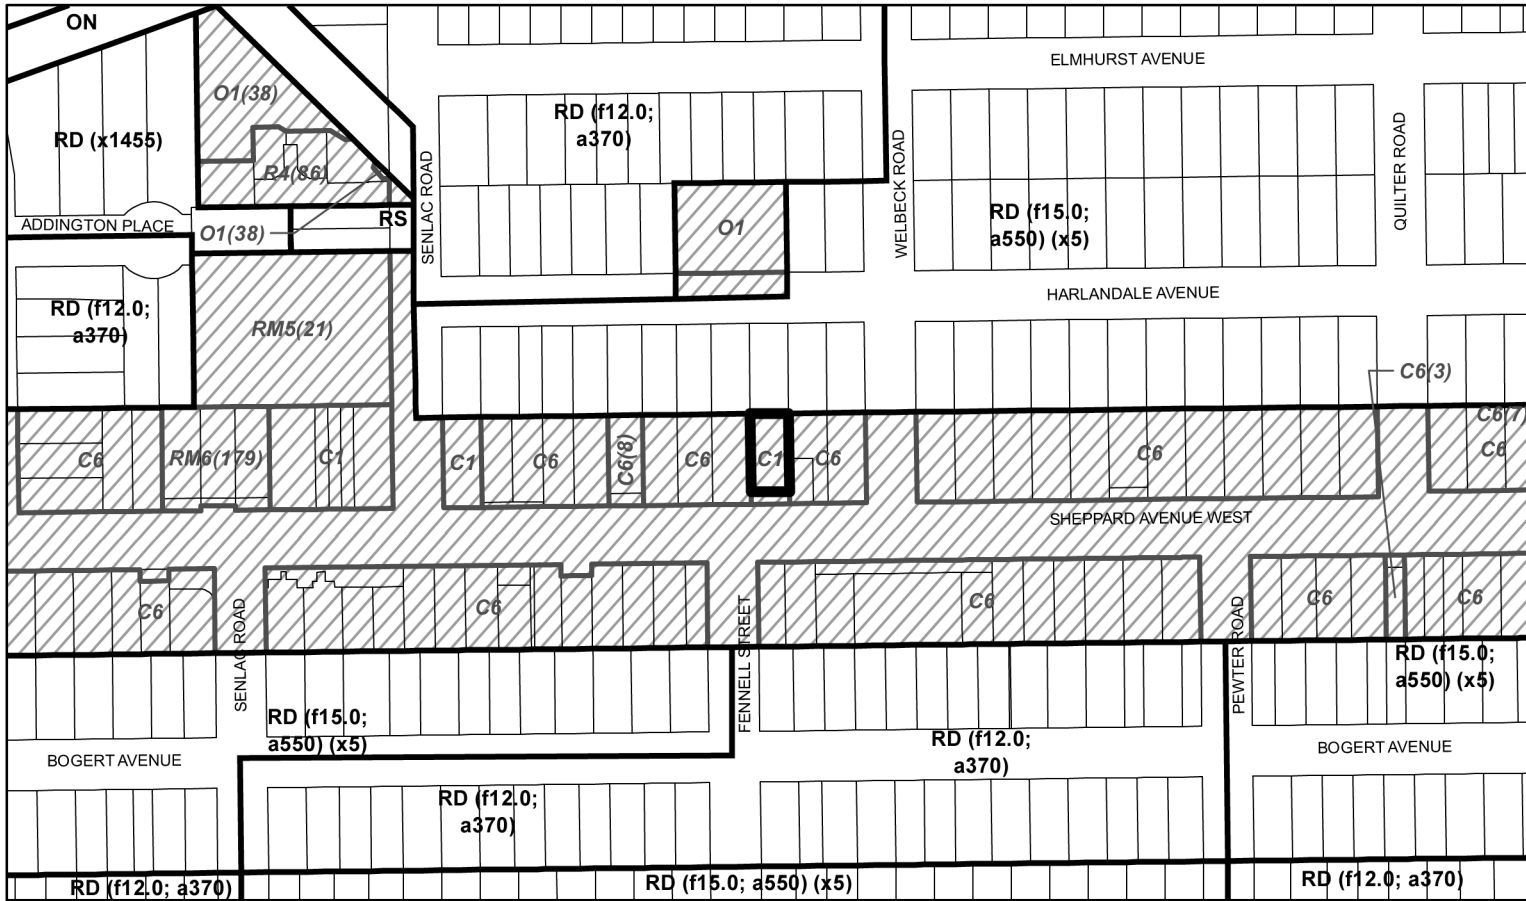 ON
ELMHURST AVENUE
O1(38)
RD (f12.0;
a370)
RD (x1455)
R4(86)
SENLAC ROAD
WELBECK ROAD
QUILTER ROAD
RS
ADDINGTON PLACE
O1(38)
O1
RD (f15.0;
a550) (x5)
HARLANDALE AVENUE
RD (f12.0;
a370)
RM5(21)
C6(3)
C6(7)
C6
RM6(179)
C1
C1
C6
C6(8)
C6
C1
C6
C6
C6
SHEPPARD AVENUE WEST
C6
C6
C6
C6
C6
SENLAC ROAD
FENNELL STREET
PEWTER ROAD
RD (f15.0;
a550) (x5)
RD (f15.0;
a550) (x5)
RD (f12.0;
a370)
BOGERT AVENUE
BOGERT AVENUE
RD (f12.0;
a370)
RD (f12.0; a370)
RD (f15.0; a550) (x5)
RD (f12.0; a370)